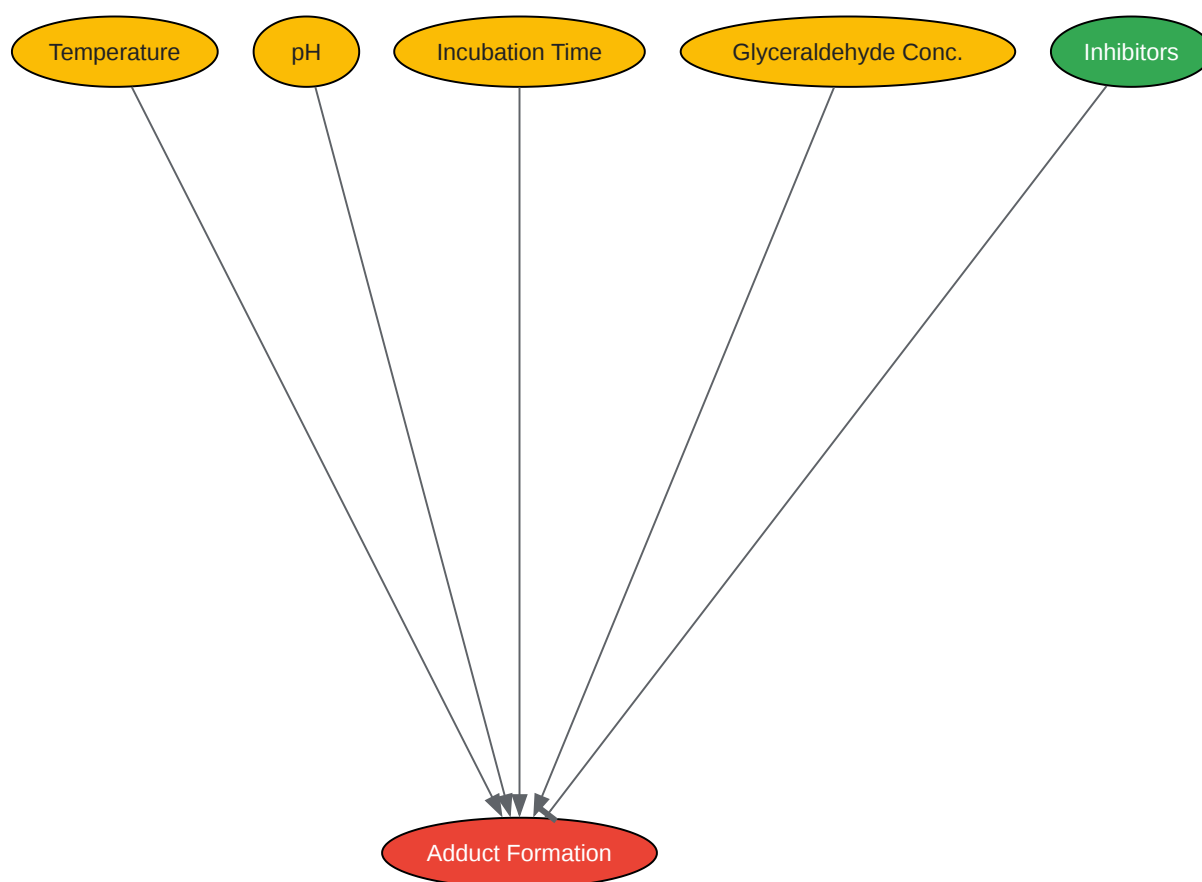 Temperature
pH
Incubation Time
Glyceraldehyde Conc.
Inhibitors
Adduct Formation